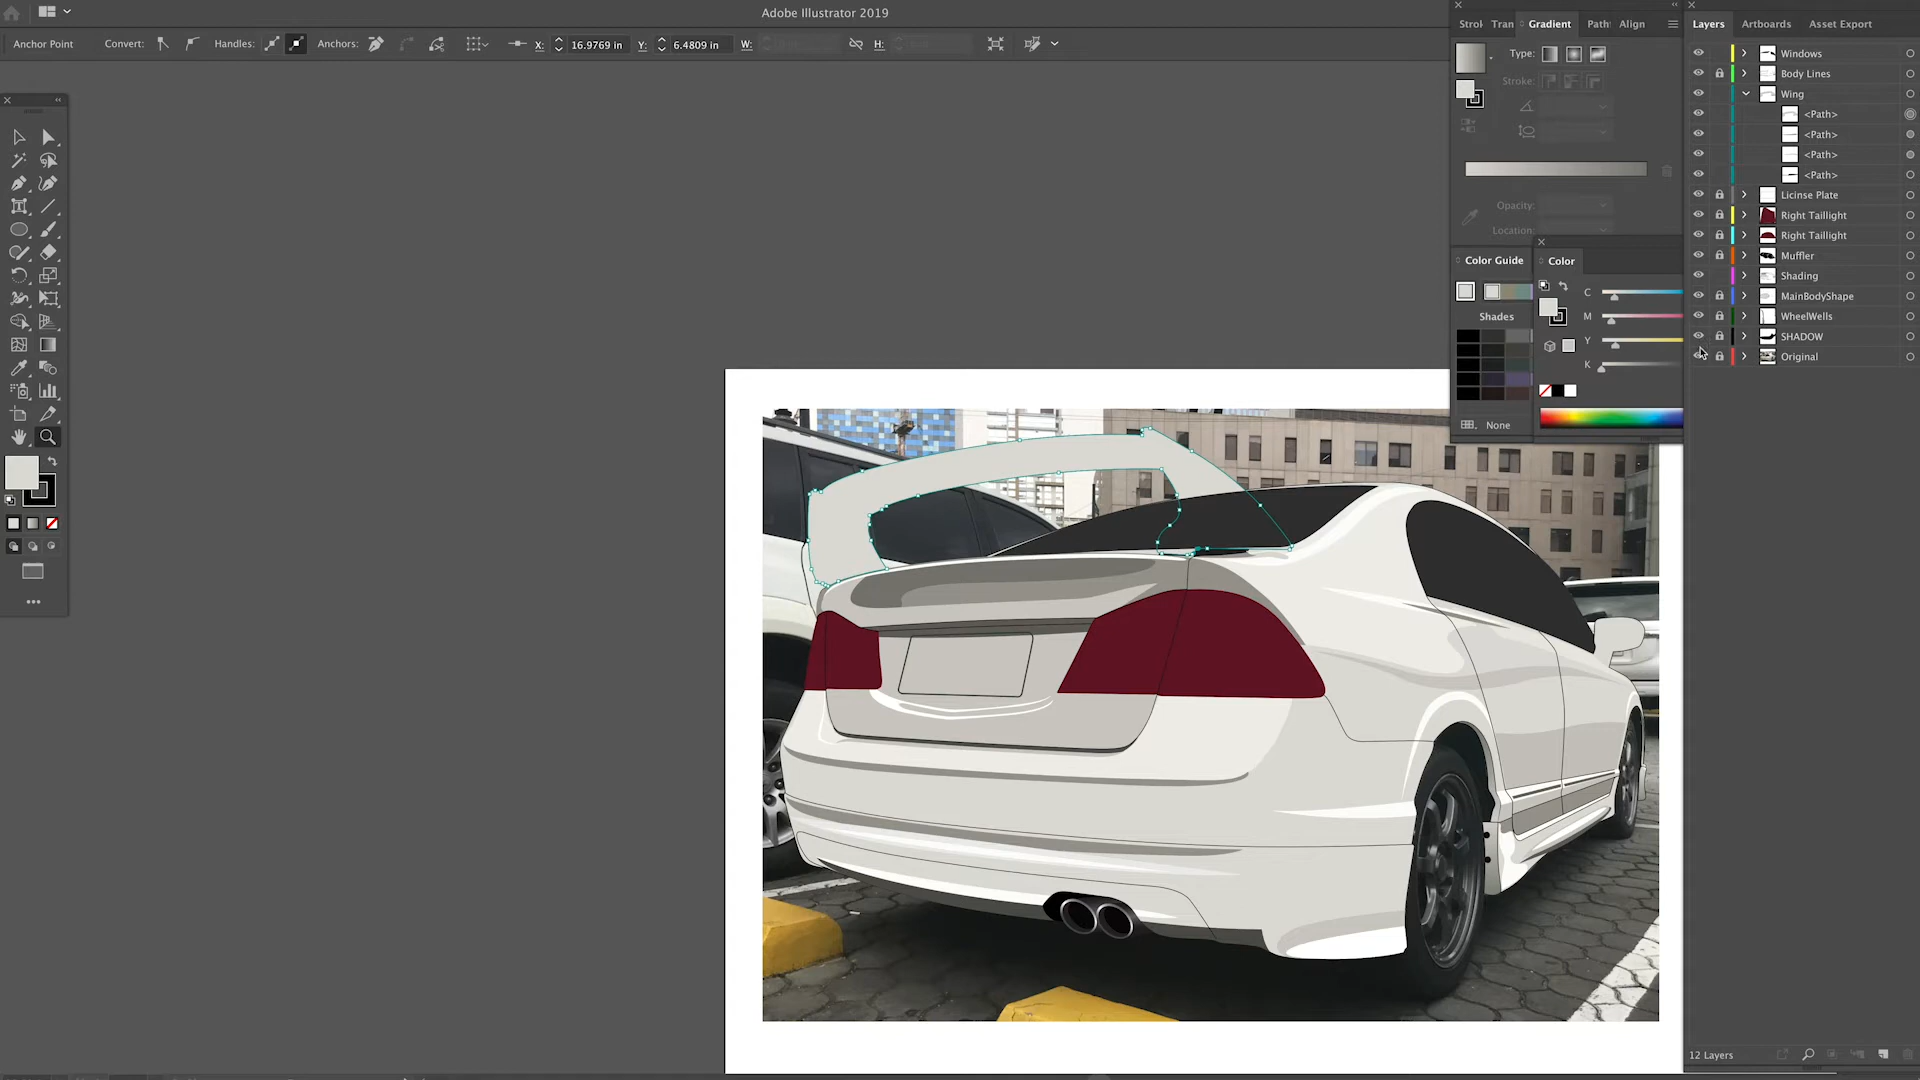 Adobe Illustrator 2019
Anchor Point
Convert:
Handles:
Anchors:
X:
16.9769 in
Y:
6.4809 in
W:
H:
Strok
Tran
Gradient
Path
Align
Type:
Stroke:
Opacity:
Location:
Color Guide
Shades
None
Color
C
M
Y
K
Layers
Artboards
Asset Export
Windows
Body Lines
Wing
<Path>
<Path>
<Path>
<Path>
Licinse Plate
Right Taillight
Right Taillight
Muffler
Shading
MainBodyShape
WheelWells
SHADOW
Original
12 Layers